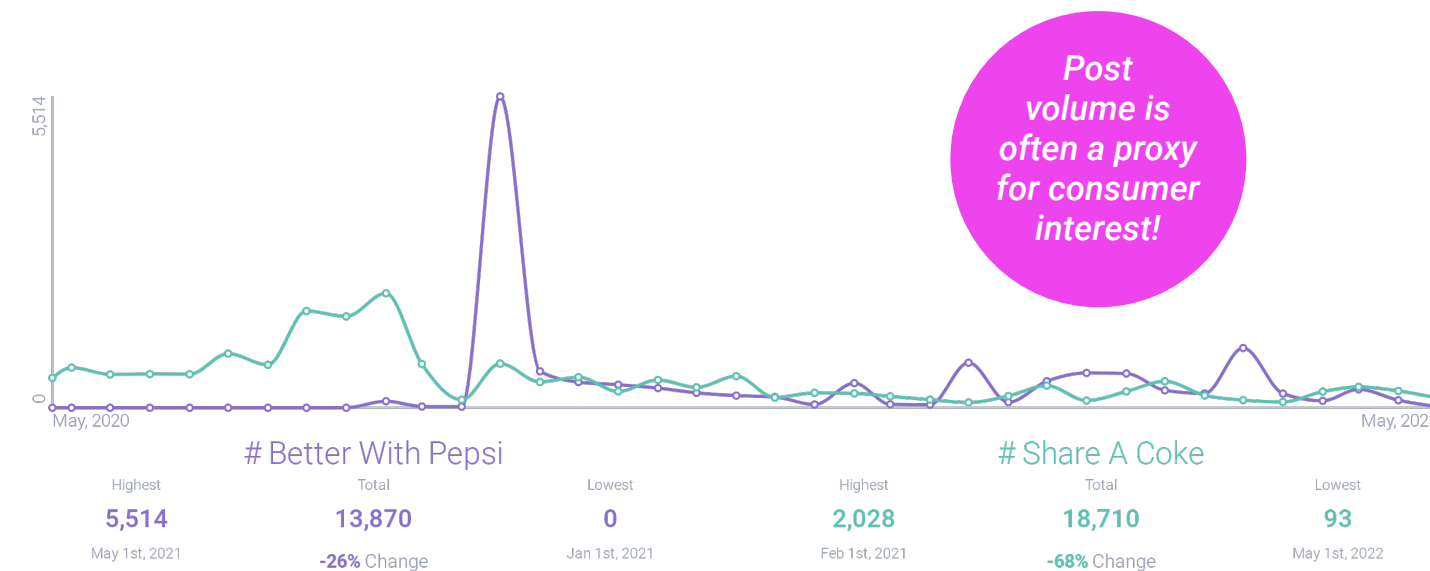 Post
volume is
often a proxy
for consumer
interest!
5,514
0
May, 2020
May, 202
# Better With Pepsi
Highest
Total
Lowest
5,514
13,870
0
May 1st, 2021
-26% Change
Jan 1st, 2021
# Share A Coke
Highest
Total
Lowest
2,028
18,710
93
Feb 1st, 2021
-68% Change
May 1st, 2022